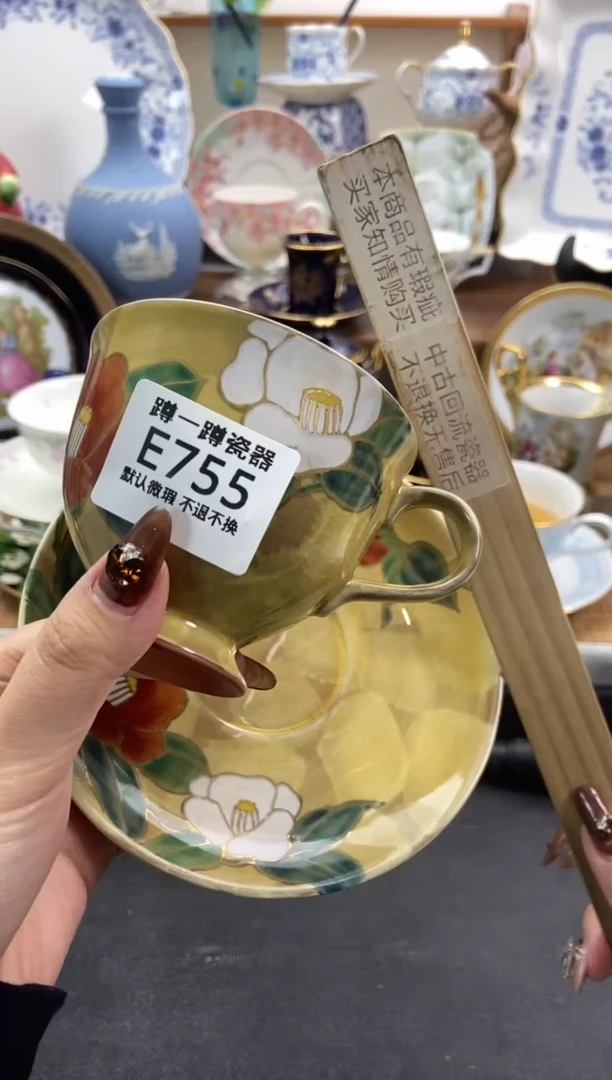 本商品有瑕疵
买家知情购买
中古回流瓷器
不退换无售后
蹲一蹲瓷器
E755
默认微瑕 不退不换